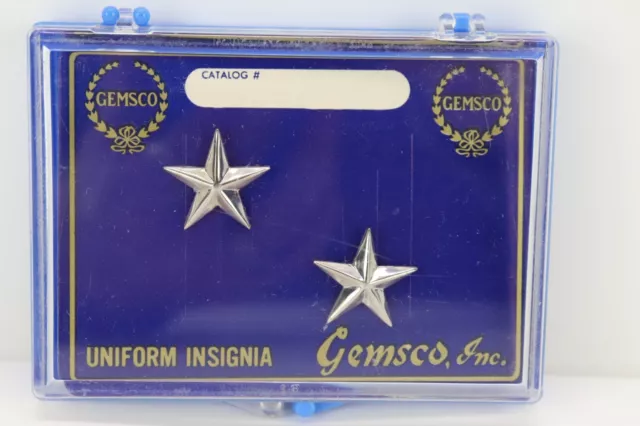 CATALOG #
GEMSCO
GEMSCO
UNIFORM INSIGNIA
Gemsco, Inc.